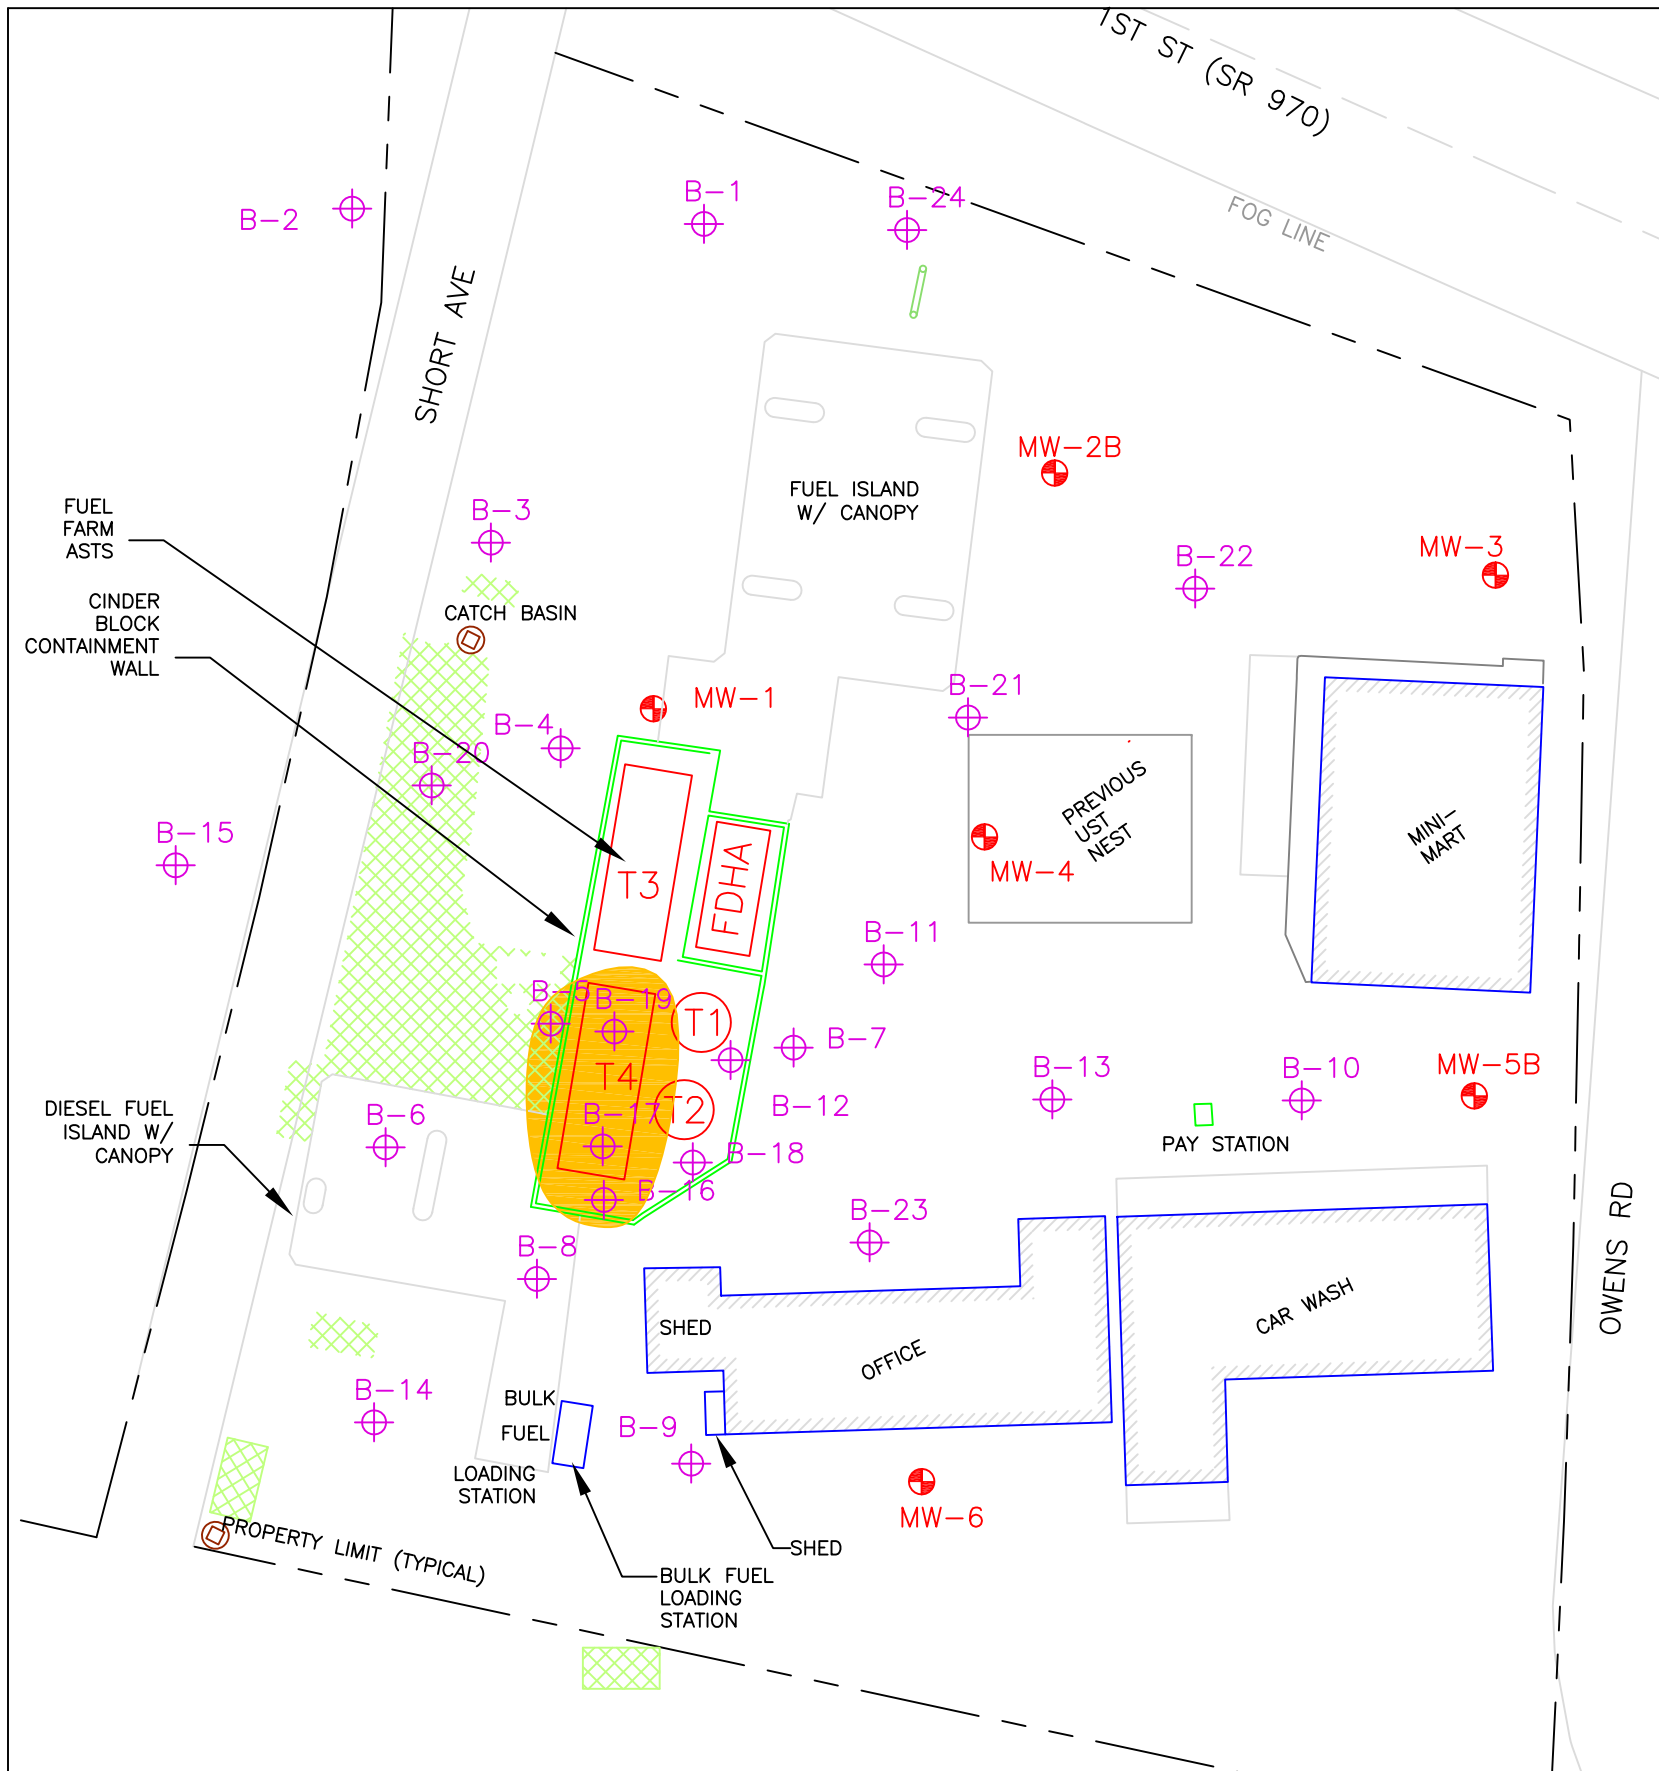 1ST ST (SR 970)
B-1
B-24
B-2
FOG LINE
SHORT AVE
MW-2B
FUEL ISLAND
W/ CANOPY
FUEL
FARM
ASTS
B-3
MW-3
B-22
CINDER
BLOCK
CONTAINMENT
WALL
CATCH BASIN
B-21
MW-1
B-4
B-20
PREVIOUS
UST
NEST
MINI-
MART
B-15
MW-4
T3
FDHA
B-11
B-5
B-19
T1
B-7
T4
MW-5B
B-13
B-10
T2
B-12
DIESEL FUEL
ISLAND W/
CANOPY
B-6
B-17
PAY STATION
B-18
B-16
B-23
OWENS RD
B-8
SHED
CAR WASH
OFFICE
B-14
BULK
FUEL
LOADING
STATION
B-9
MW-6
PROPERTY LIMIT (TYPICAL)
SHED
BULK FUEL
LOADING
STATION